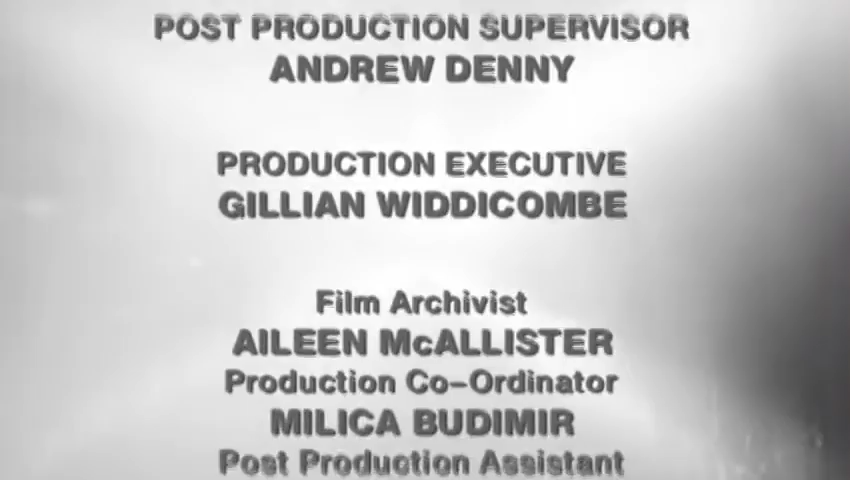 POST PRODUCTION SUPERVISOR
ANDREW DENNY
PRODUCTION EXECUTIVE
GILLIAN WIDDICOMBE
Film Archivist
AILEEN McALLISTER
Production Co-Ordinator
MILICA BUDIMIR
Post Production Assistant